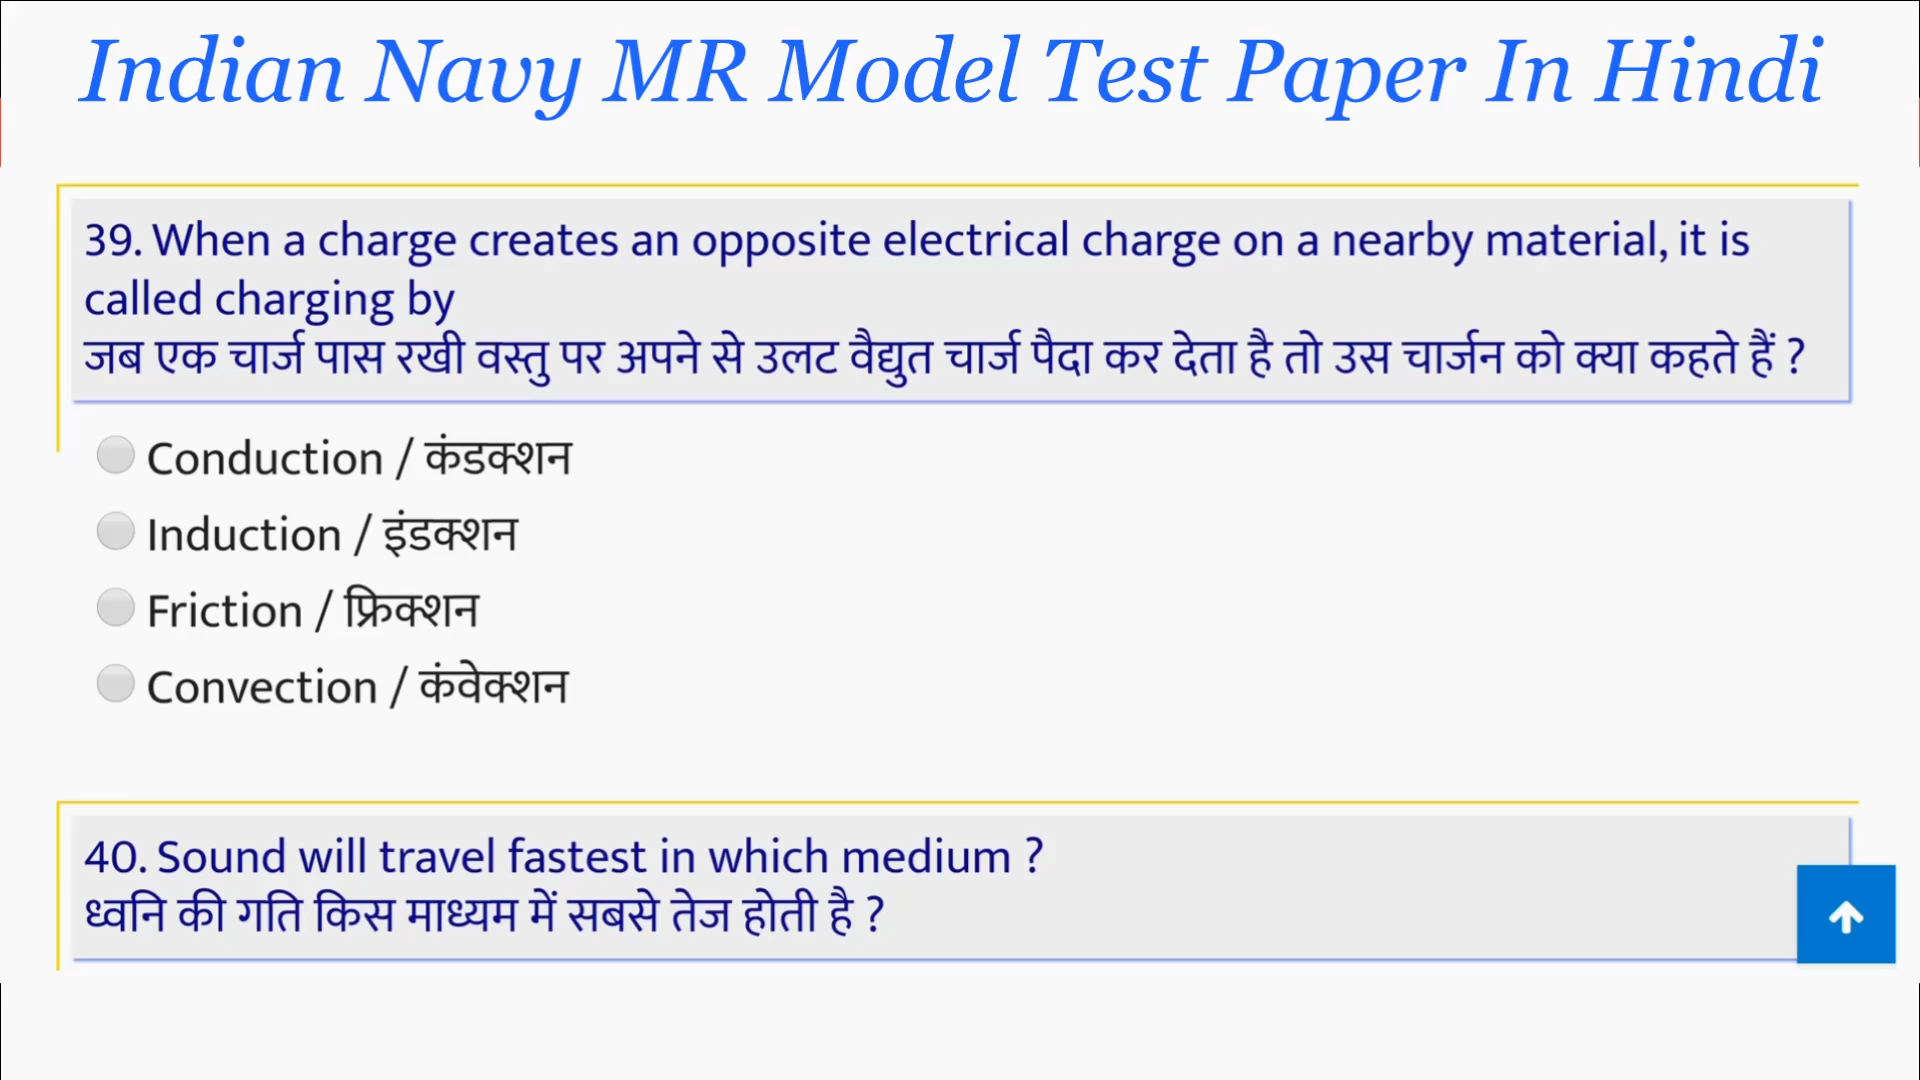 Indian Navy MR Model Test Paper In Hindi
39. When a charge creates an opposite electrical charge on a nearby material, it is
called charging by
जब एक चार्ज पास रखी वस्तु पर अपने से उलट वैद्युत चार्ज पैदा कर देता है तो उस चार्जन को क्या कहते हैं ?
Conduction / कंडक्शन
Induction / इंडक्शन
Friction / फ्रिक्शन
Convection / कंवेक्शन
40. Sound will travel fastest in which medium ?
ध्वनि की गति किस माध्यम में सबसे तेज होती है ?